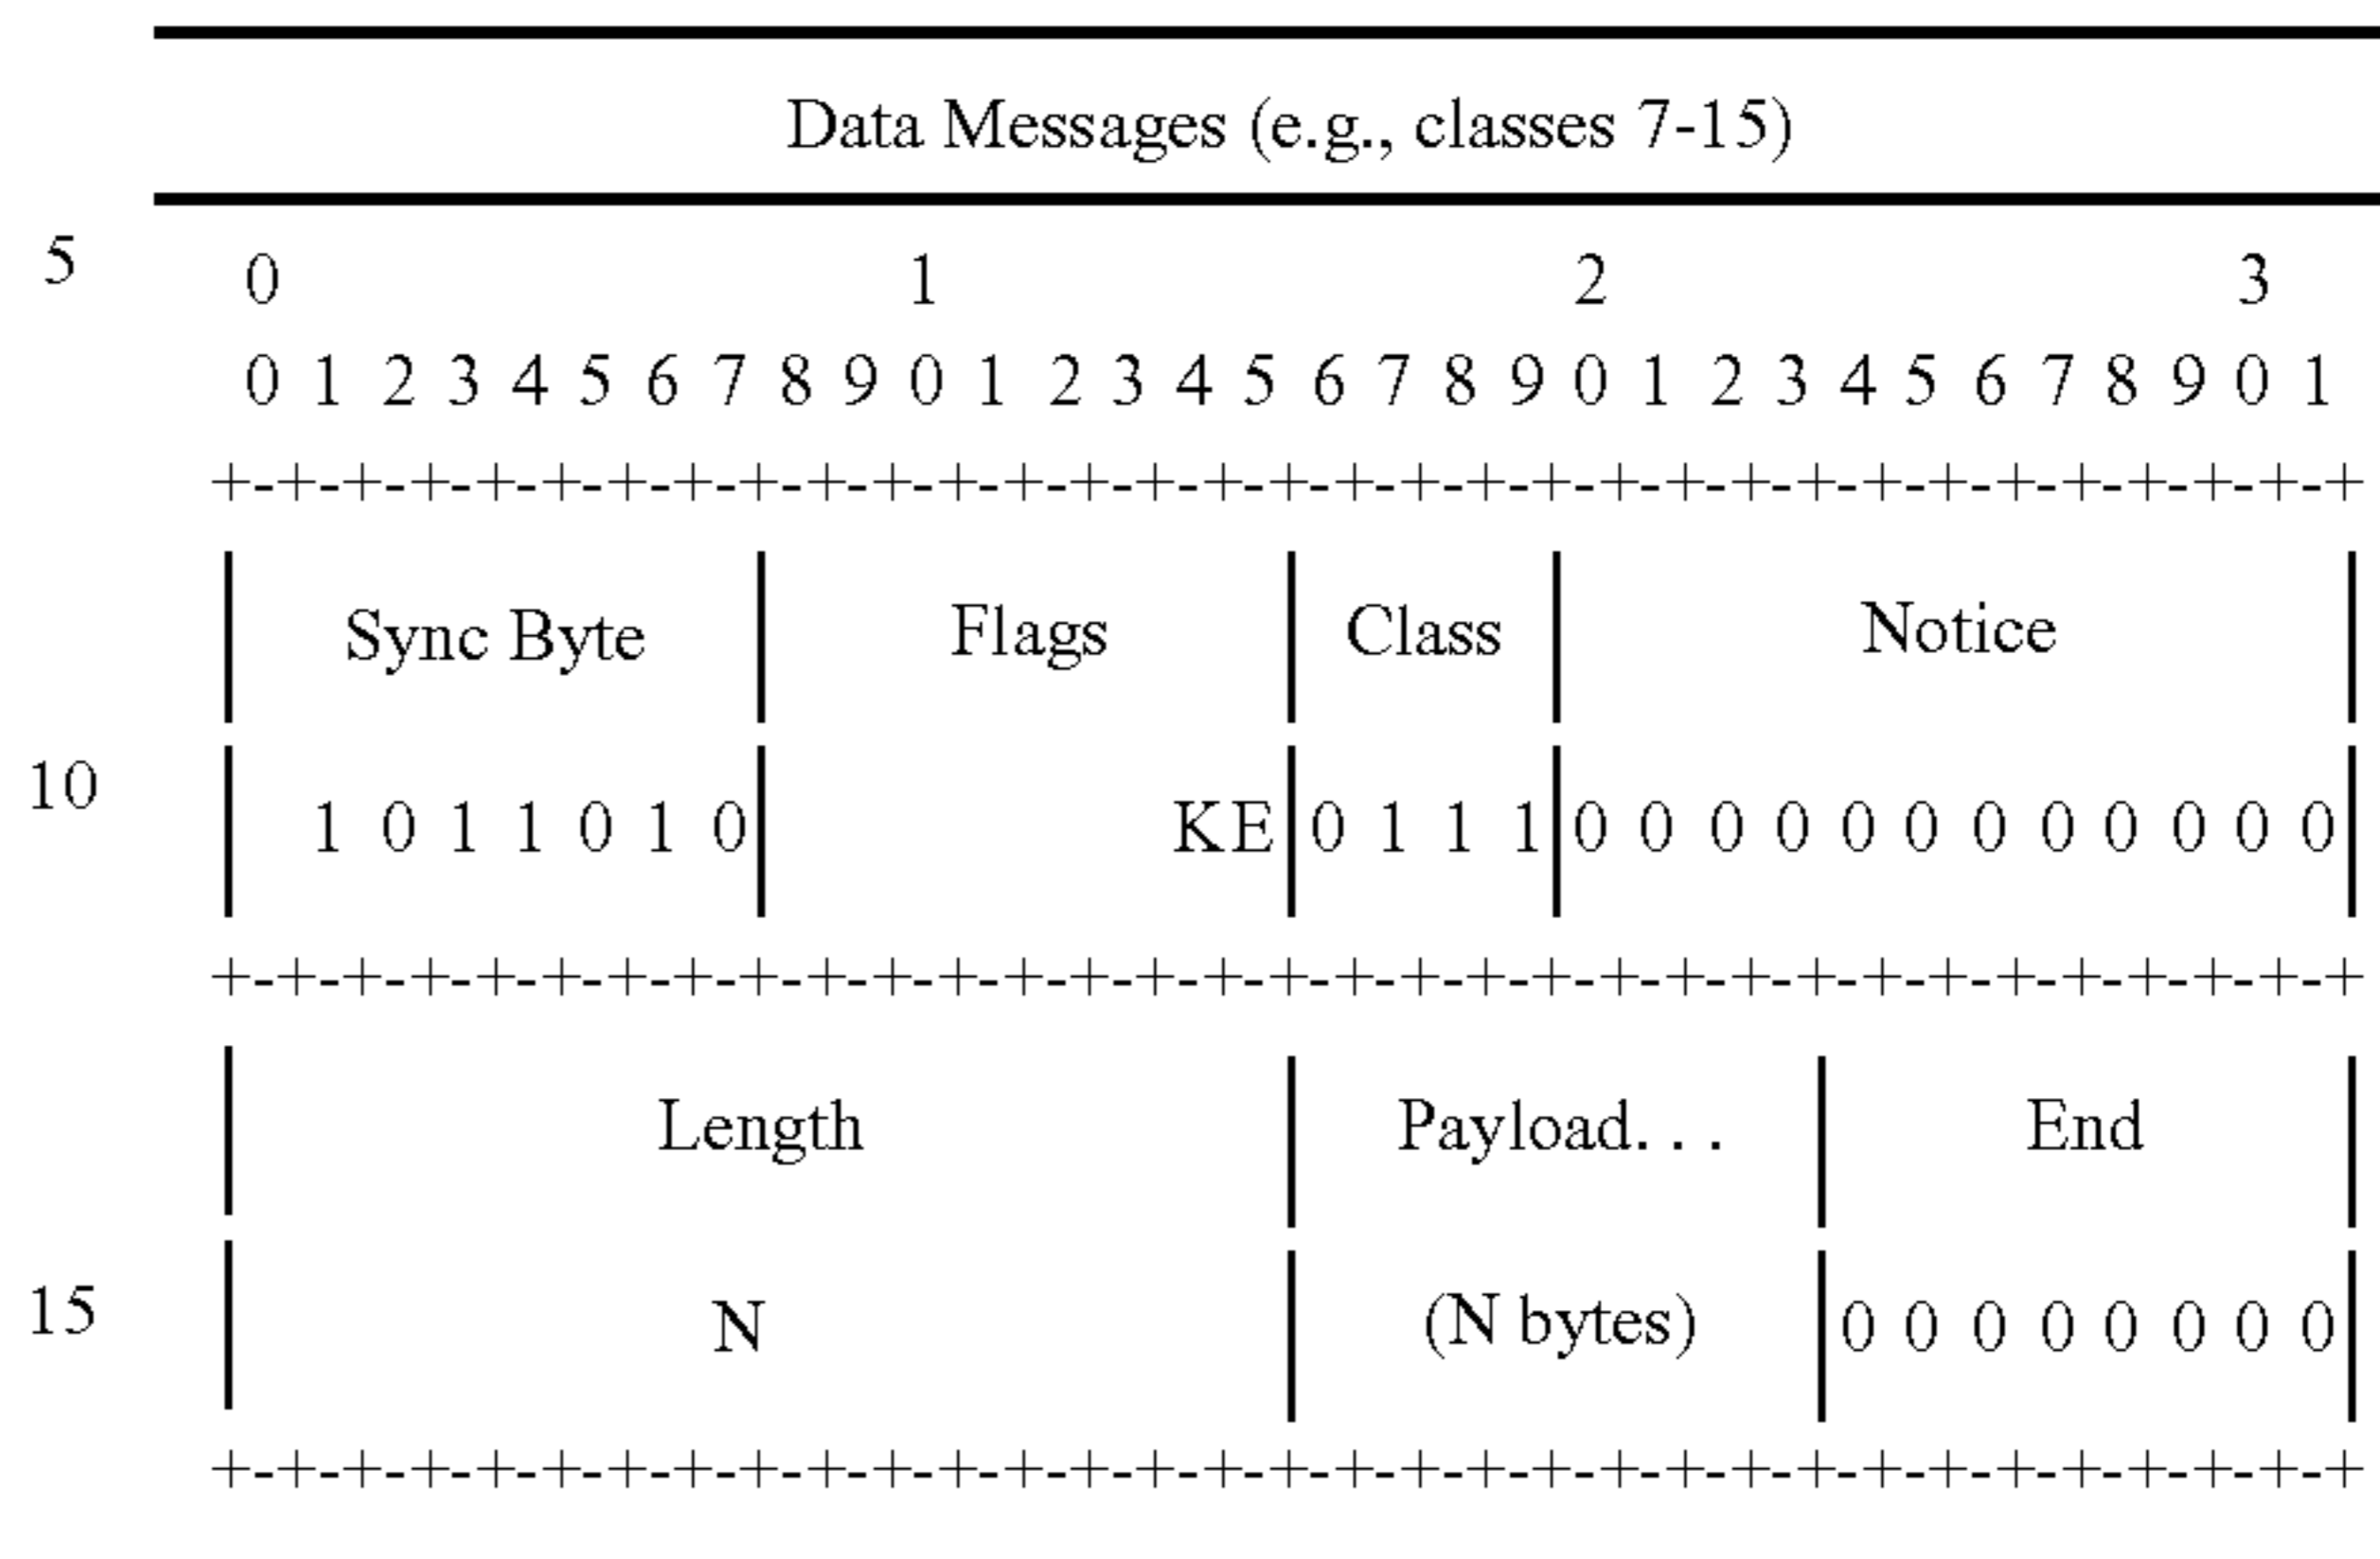 Data Messages (e.g., classes 7-15)
5 0 1 2 3
0 1 2 3 4 5 6 7 8 9 0 1 2 3 4 5 6 7 8 9 0 1 2 3 4 5 6 7 8 9 0 1
+-+-+-+-+-+-+-+-+-+-+-+-+-+-+-+-+-+-+-+-+-+-+-+-+-+-+-+-+-+-+-+-+
| Sync Byte | Flags | Class | Notice |
10 | 1 0 1 1 0 1 0| KE|0 1 1 1|0 0 0 0 0 0 0 0 0 0 0 0|
+-+-+-+-+-+-+-+-+-+-+-+-+-+-+-+-+-+-+-+-+-+-+-+-+-+-+-+-+-+-+-+-+
| Length | Payload. . . | End |
15 | N | (N bytes) |0 0 0 0 0 0 0 0|
+-+-+-+-+-+-+-+-+-+-+-+-+-+-+-+-+-+-+-+-+-+-+-+-+-+-+-+-+-+-+-+-+